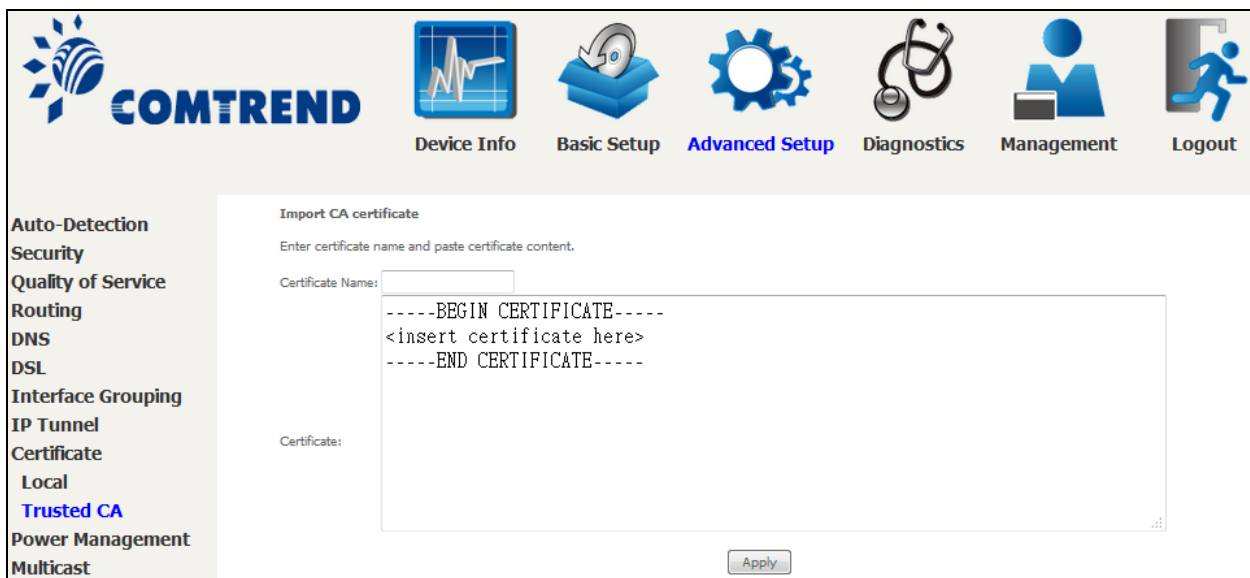 COMTREND
Device Info
Basic Setup
Advanced Setup
Diagnostics
Management
Logout
Auto-Detection
Security
Quality of Service
Routing
DNS
DSL
Interface Grouping
IP Tunnel
Certificate
Local
Trusted CA
Power Management
Multicast
Import CA certificate
Enter certificate name and paste certificate content.
Certificate Name:
-----BEGIN CERTIFICATE-----
<insert certificate here>
-----END CERTIFICATE-----
Certificate:
Apply